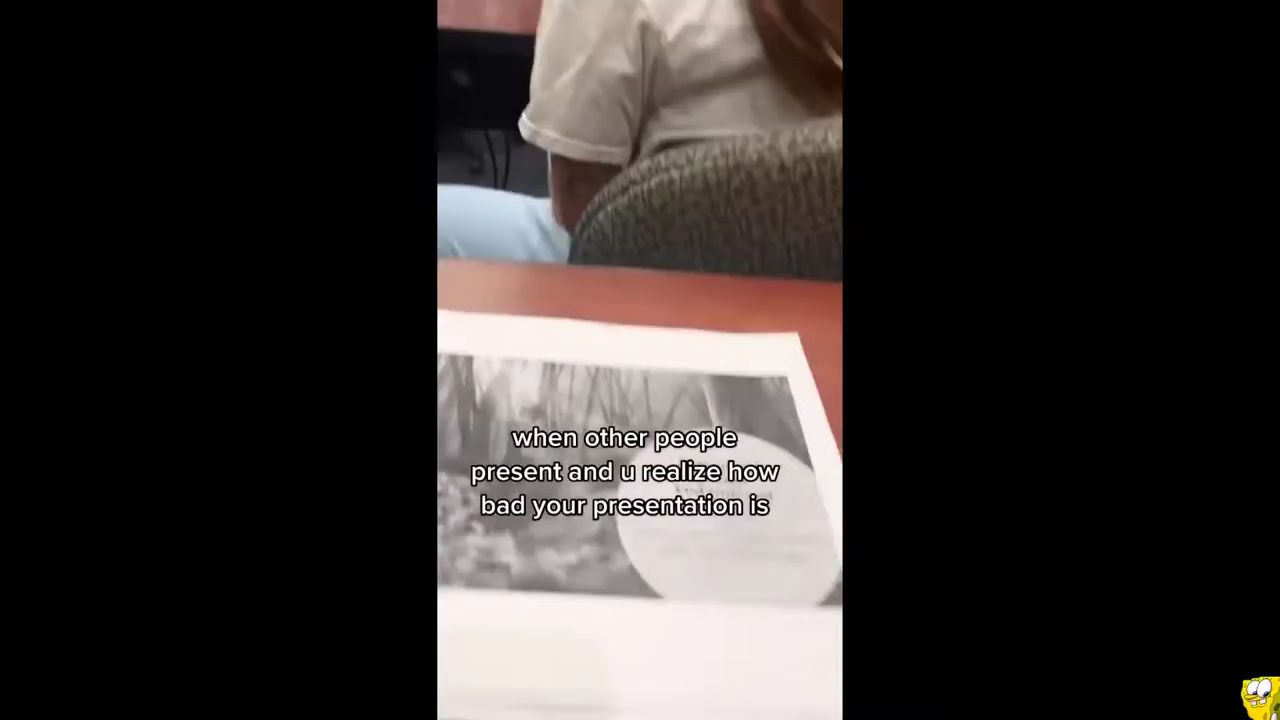 when other people
present and u realize how
bad your presentation is